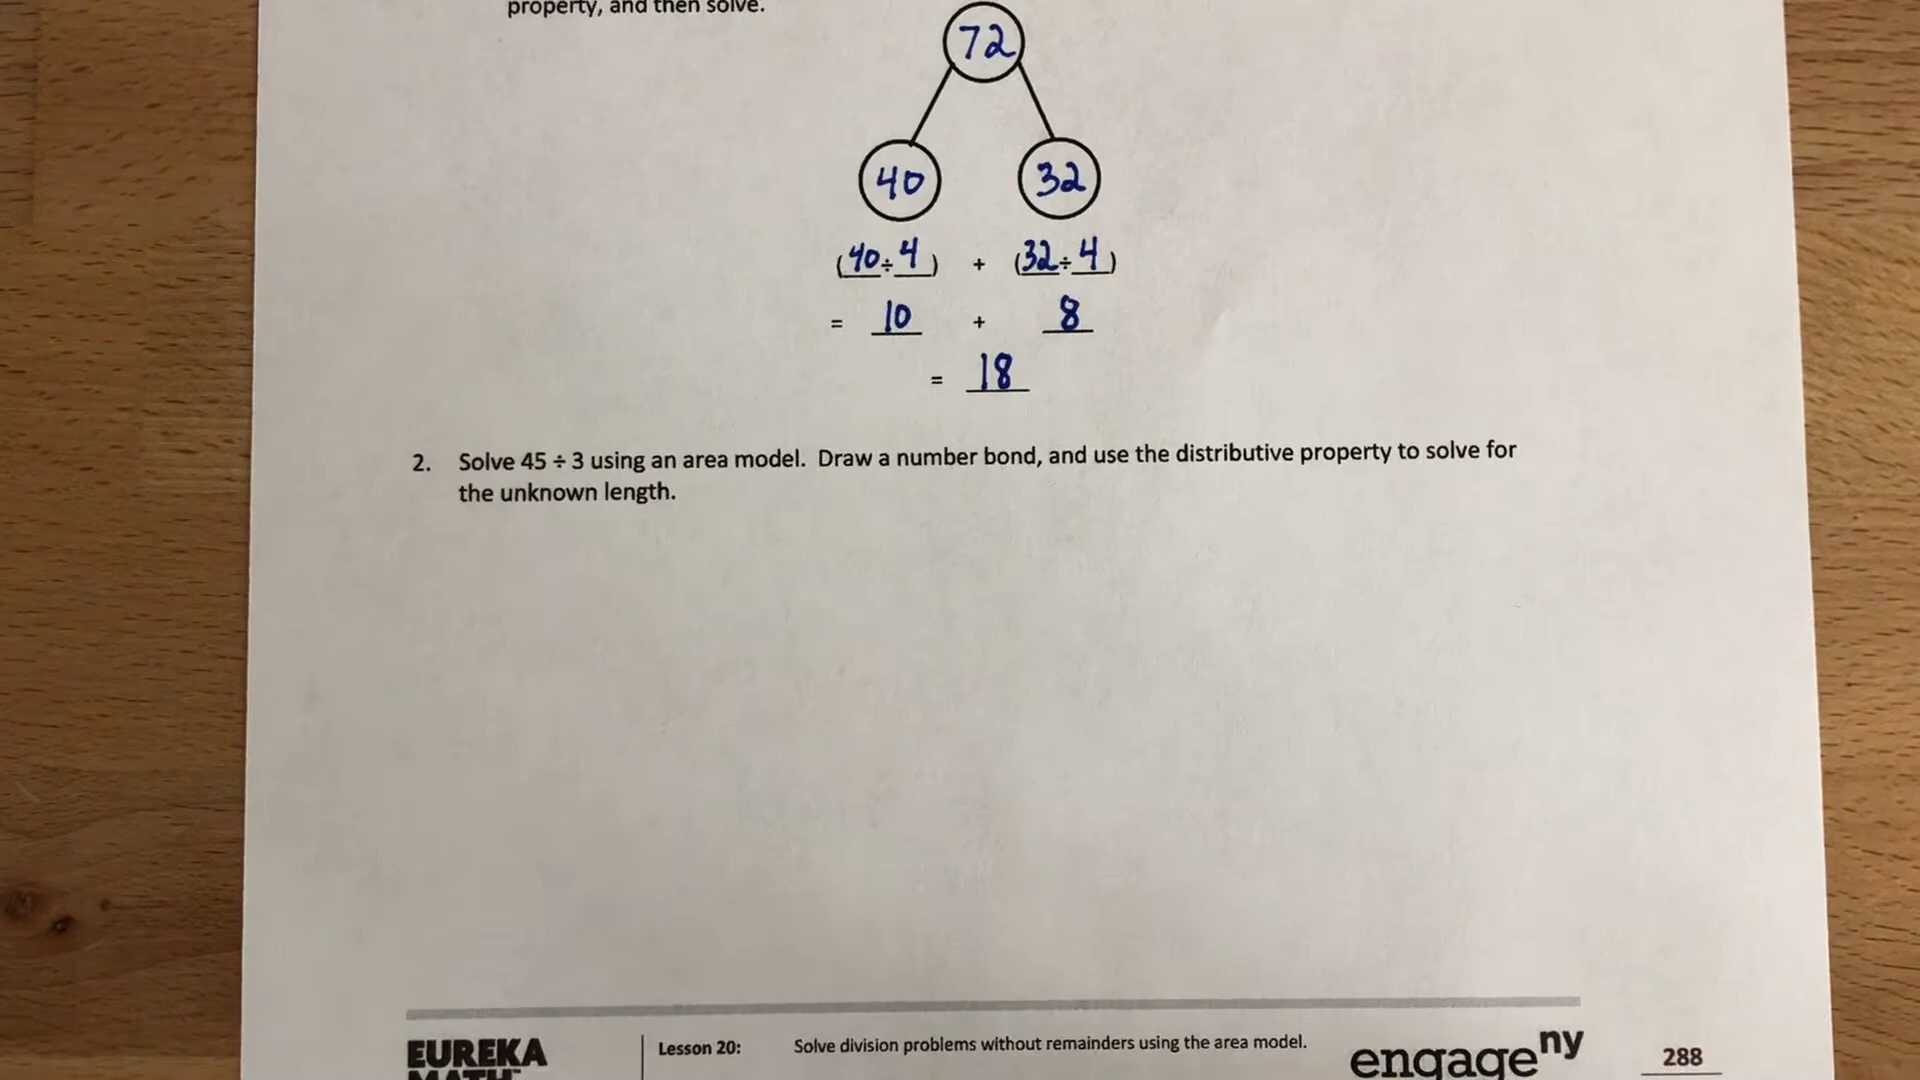 property, and then solve.
72
40 32
(40÷4) + (32÷4)
= 10 + 8
= 18
2. Solve 45 ÷ 3 using an area model. Draw a number bond, and use the distributive property to solve for
the unknown length.
EUREKA
MATH™
Lesson 20: Solve division problems without remainders using the area model.
engageny
288